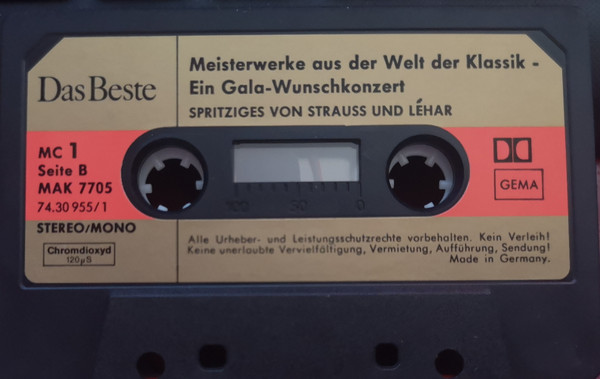 Das Beste
Meisterwerke aus der Welt der Klassik -
Ein Gala-Wunschkonzert
SPRITZIGES VON STRAUSS UND LÉHAR
MC 1
Seite B
MAK 7705
74.30 955/1
STEREO/MONO
Chromdioxyd
120µS
100 50 0
GEMA
Alle Urheber- und Leistungsschutzrechte vorbehalten. Kein Verleih!
Keine unerlaubte Vervielfältigung, Vermietung, Aufführung, Sendung!
Made in Germany.